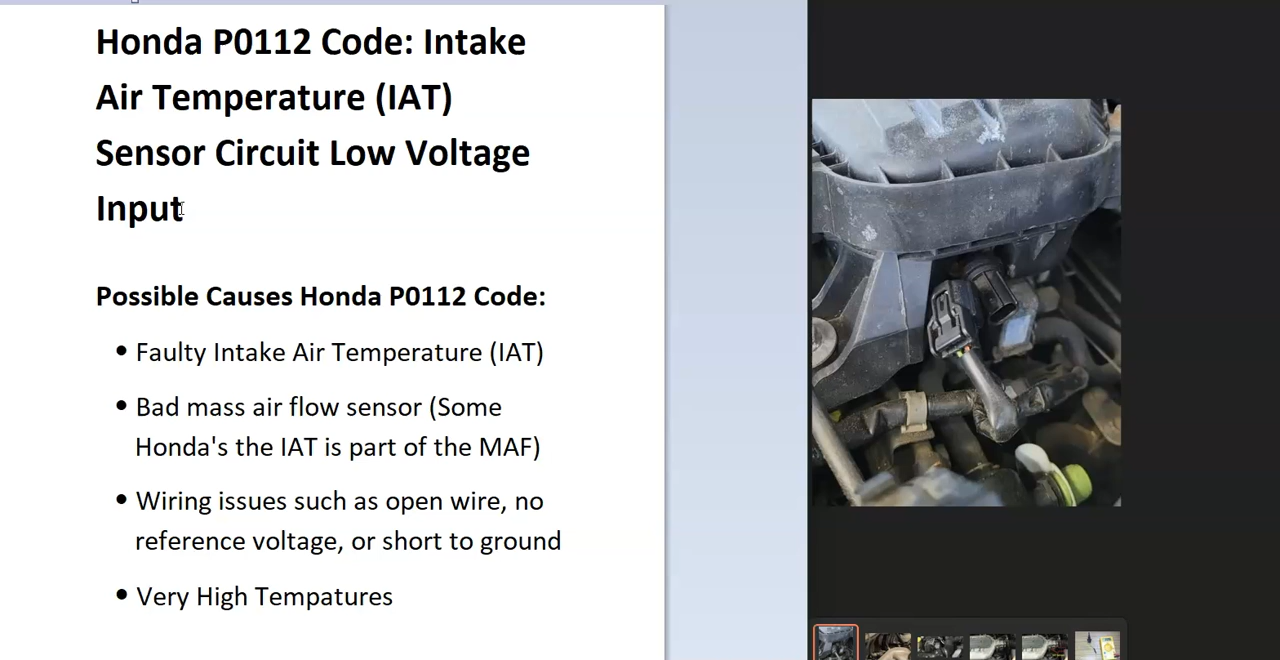 Honda P0112 Code: Intake
Air Temperature (IAT)
Sensor Circuit Low Voltage
Input
Possible Causes Honda P0112 Code:
• Faulty Intake Air Temperature (IAT)
• Bad mass air flow sensor (Some
Honda's the IAT is part of the MAF)
• Wiring issues such as open wire, no
reference voltage, or short to ground
• Very High Tempatures